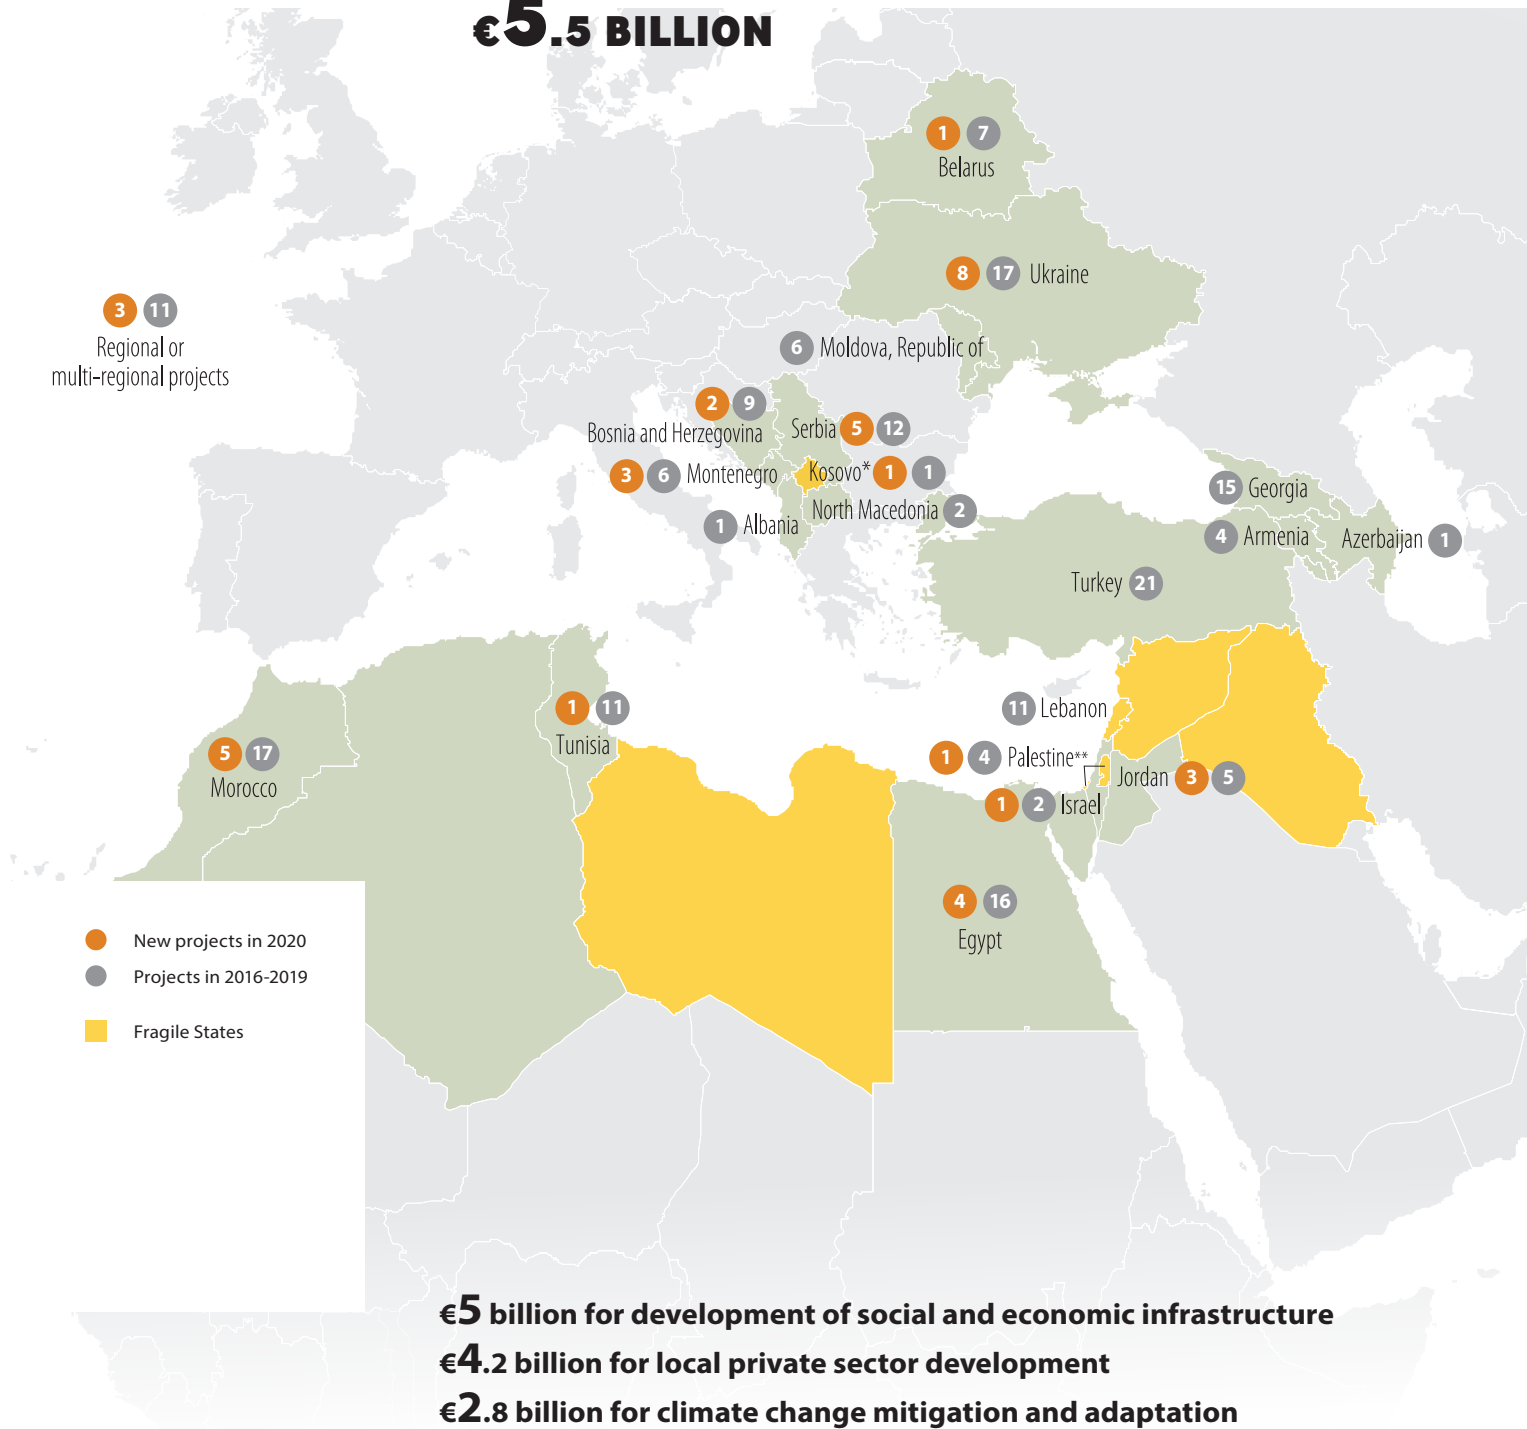 €5.5 BILLION
1 7
Belarus
8 17 Ukraine
3 11
Regional or
multi-regional projects
6 Moldova, Republic of
2 9
Bosnia and Herzegovina
Serbia 5 12
3 6 Montenegro
Kosovo* 1 1
North Macedonia 2
1 Albania
15 Georgia
4 Armenia
Azerbaijan 1
Turkey 21
1 11
Tunisia
11 Lebanon
5 17
Morocco
1 4 Palestine**
Jordan 3 5
1 2 Israel
4 16
Egypt
New projects in 2020
Projects in 2016-2019
Fragile States
€5 billion for development of social and economic infrastructure
€4.2 billion for local private sector development
€2.8 billion for climate change mitigation and adaptation